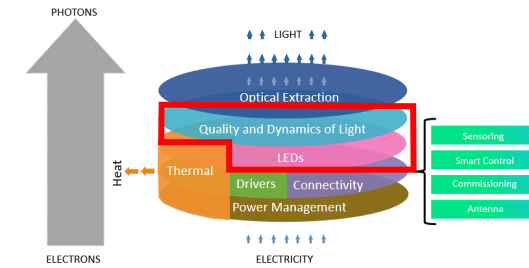 PHOTONS
LIGHT
Optical Extraction
Quality and Dynamics of Light
LEDs
Thermal
Heat
Drivers
Connectivity
Power Management
Sensoring
Smart Control
Commissioning
Antenna
ELECTRONS
ELECTRICITY